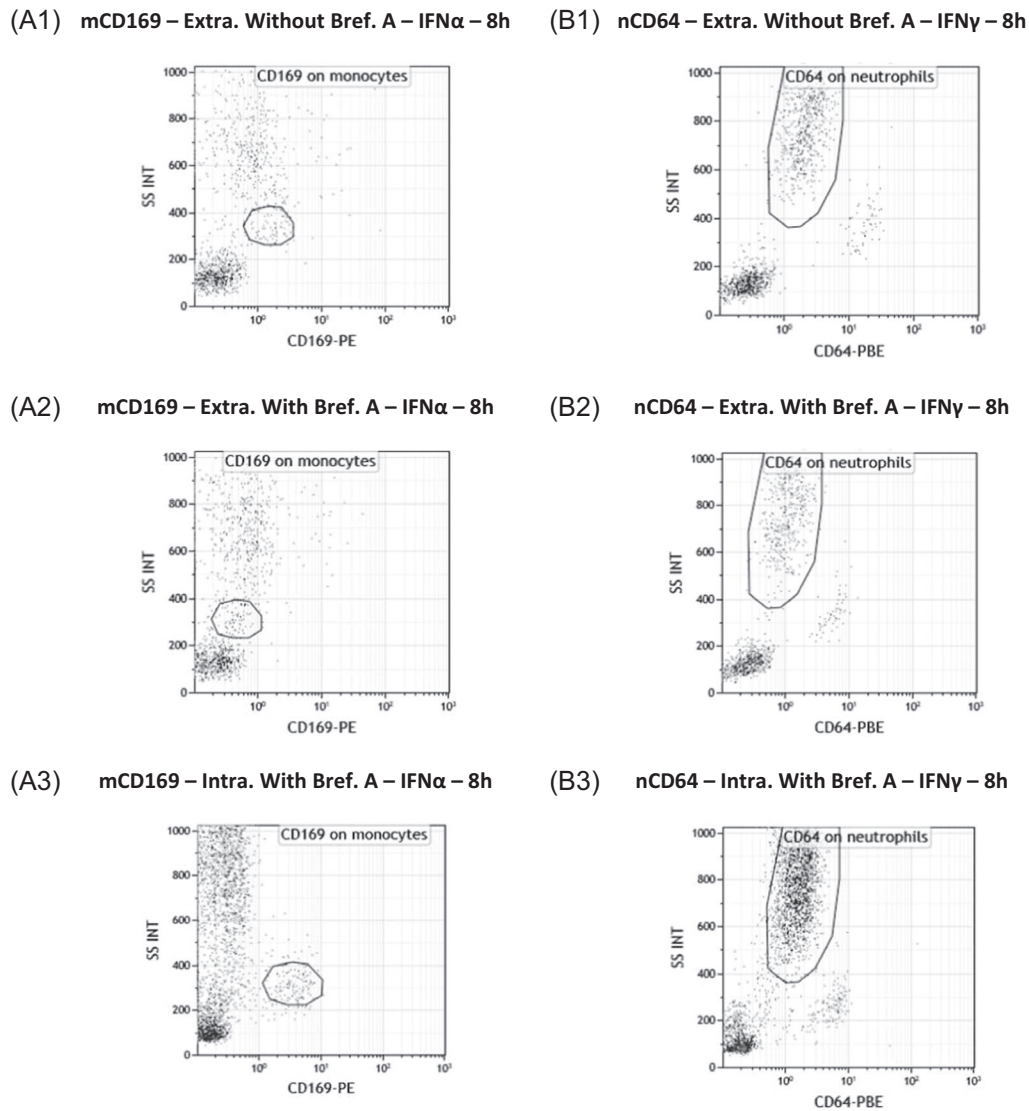 (A1) mCD169 – Extra. Without Bref. A – IFNα – 8h
CD169 on monocytes
1000
800
600
400
200
0
SS INT
10⁰ 10¹ 10² 10³
CD169-PE
(B1) nCD64 – Extra. Without Bref. A – IFNγ – 8h
CD64 on neutrophils
1000
800
600
400
200
0
SS INT
10⁰ 10¹ 10² 10³
CD64-PBE
(A2) mCD169 – Extra. With Bref. A – IFNα – 8h
CD169 on monocytes
1000
800
600
400
200
0
SS INT
10⁰ 10¹ 10² 10³
CD169-PE
(B2) nCD64 – Extra. With Bref. A – IFNγ – 8h
CD64 on neutrophils
1000
800
600
400
200
0
SS INT
10⁰ 10¹ 10² 10³
CD64-PBE
(A3) mCD169 – Intra. With Bref. A – IFNα – 8h
CD169 on monocytes
1000
800
600
400
200
0
SS INT
10⁰ 10¹ 10² 10³
CD169-PE
(B3) nCD64 – Intra. With Bref. A – IFNγ – 8h
CD64 on neutrophils
1000
800
600
400
200
0
SS INT
10⁰ 10¹ 10² 10³
CD64-PBE